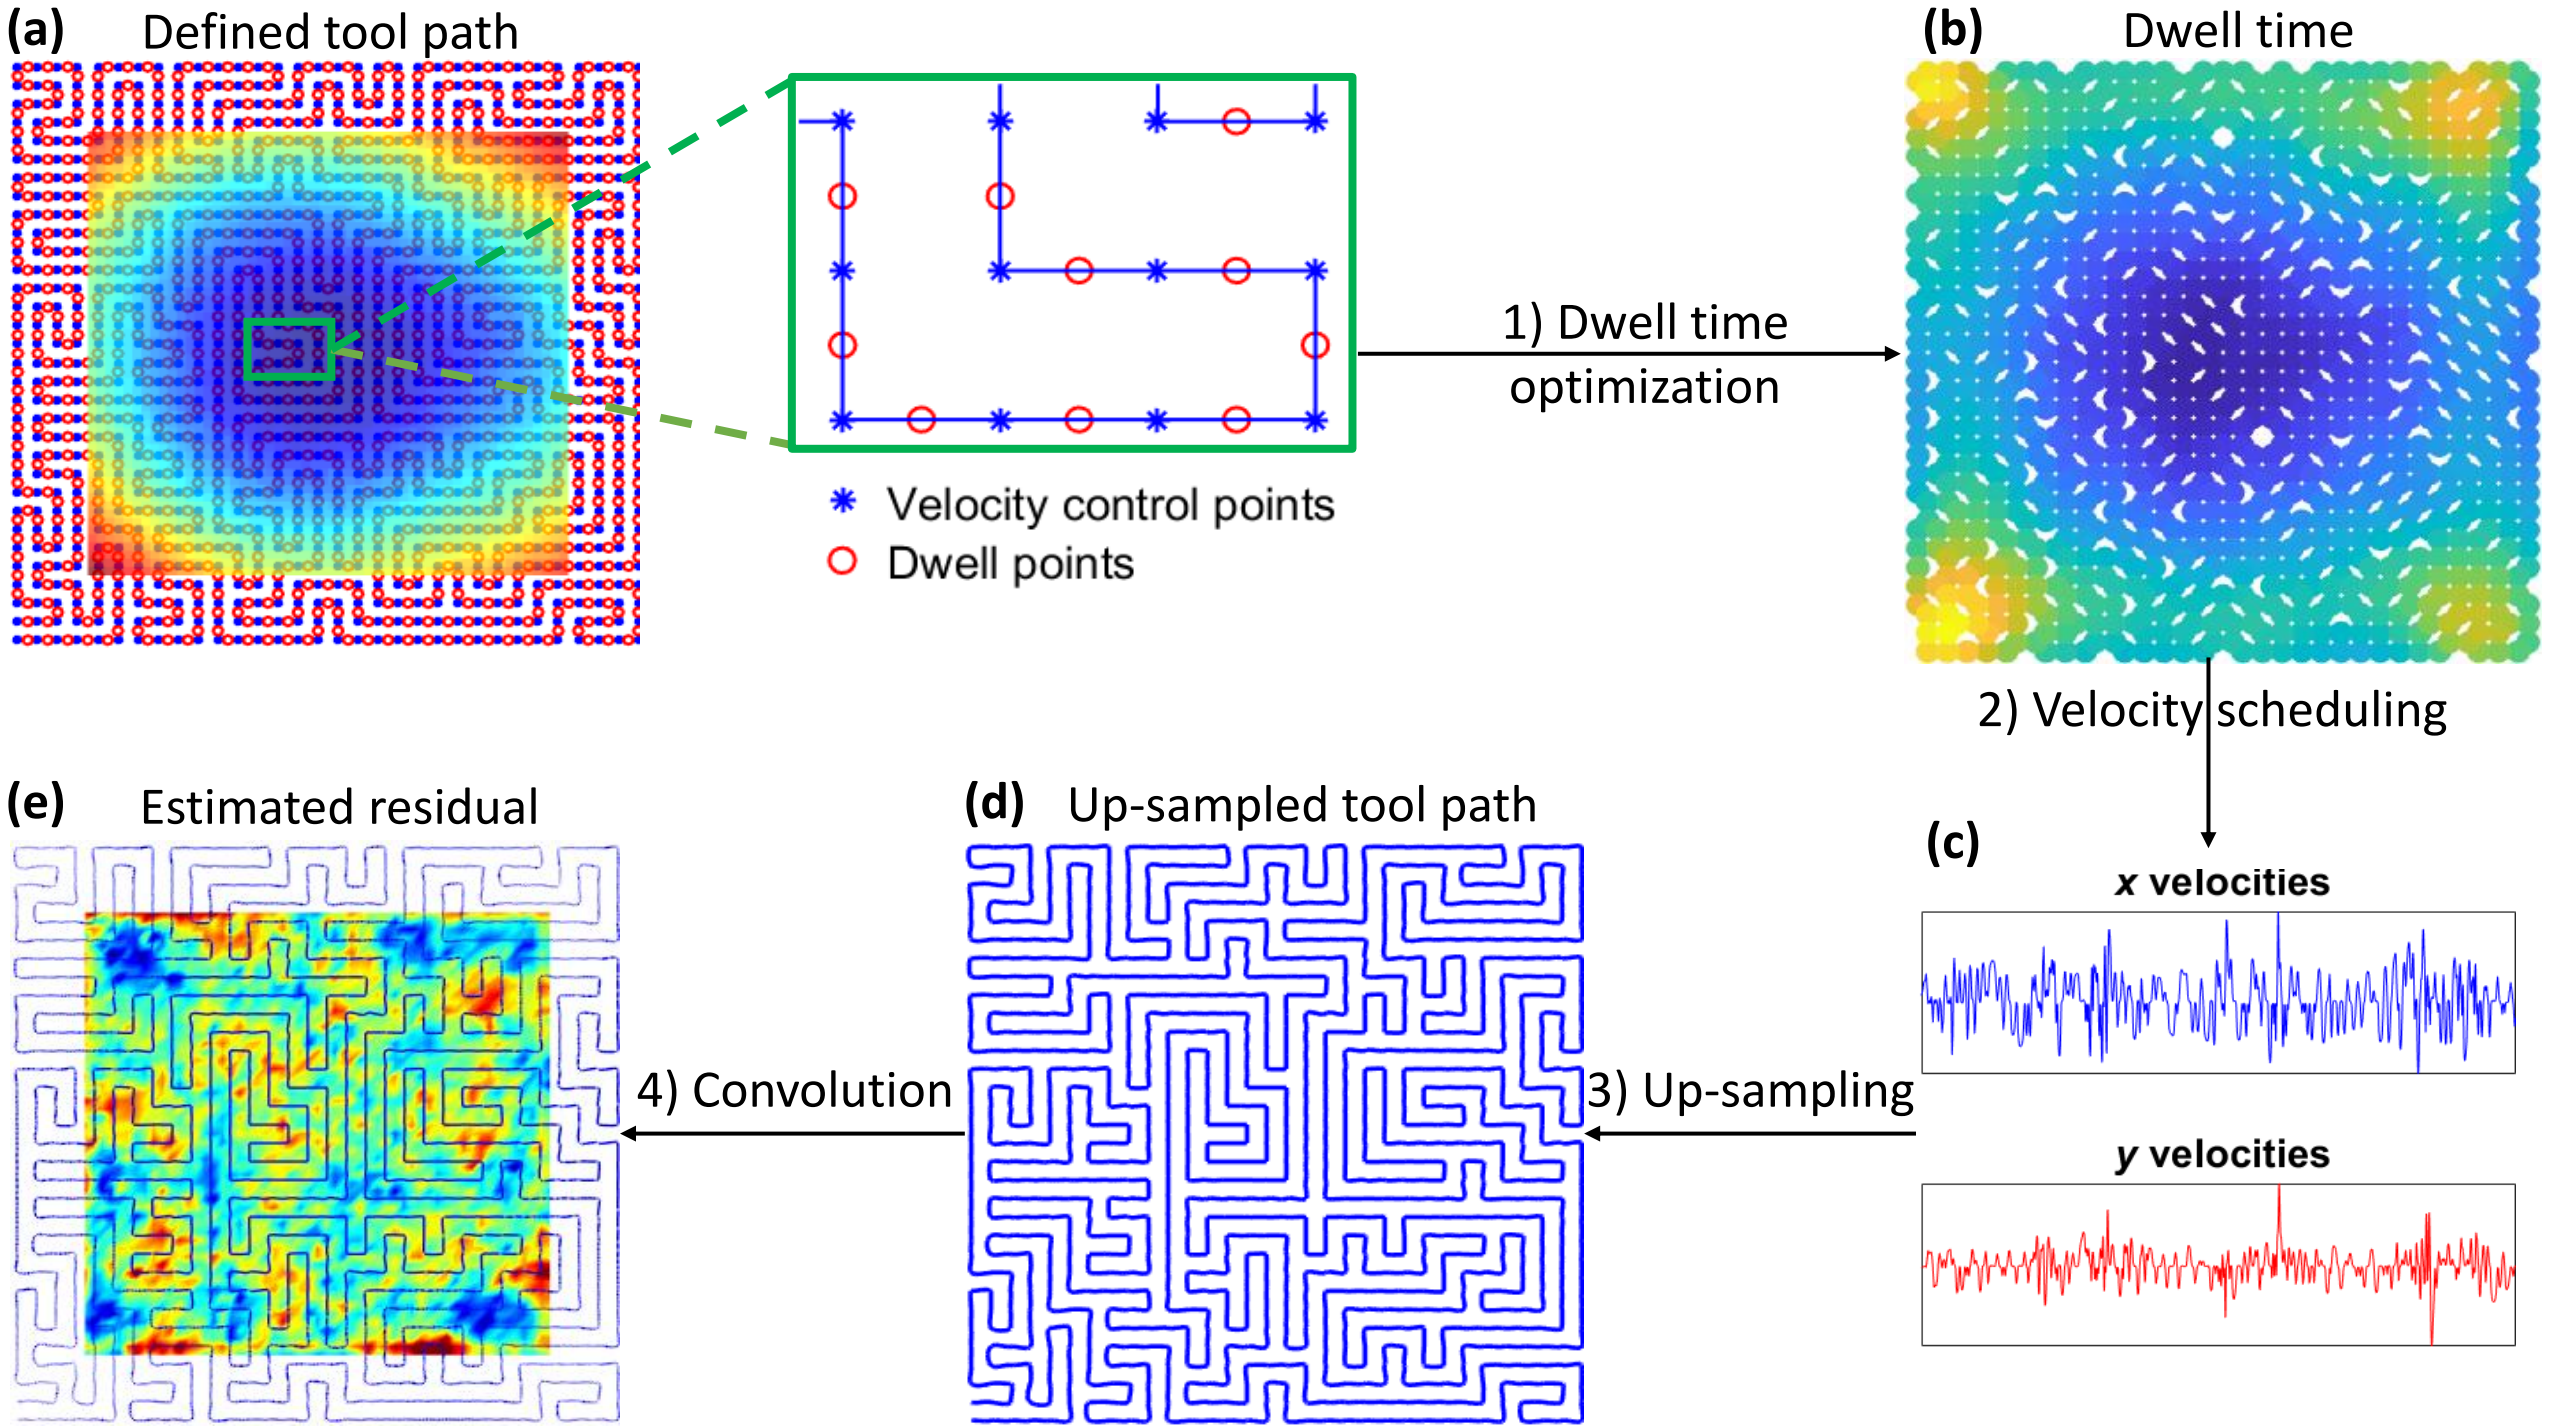 (a) Defined tool path
Velocity control points
Dwell points
1) Dwell time
optimization
(b) Dwell time
2) Velocity scheduling
(c)
x velocities
y velocities
3) Up-sampling
(d) Up-sampled tool path
4) Convolution
(e) Estimated residual